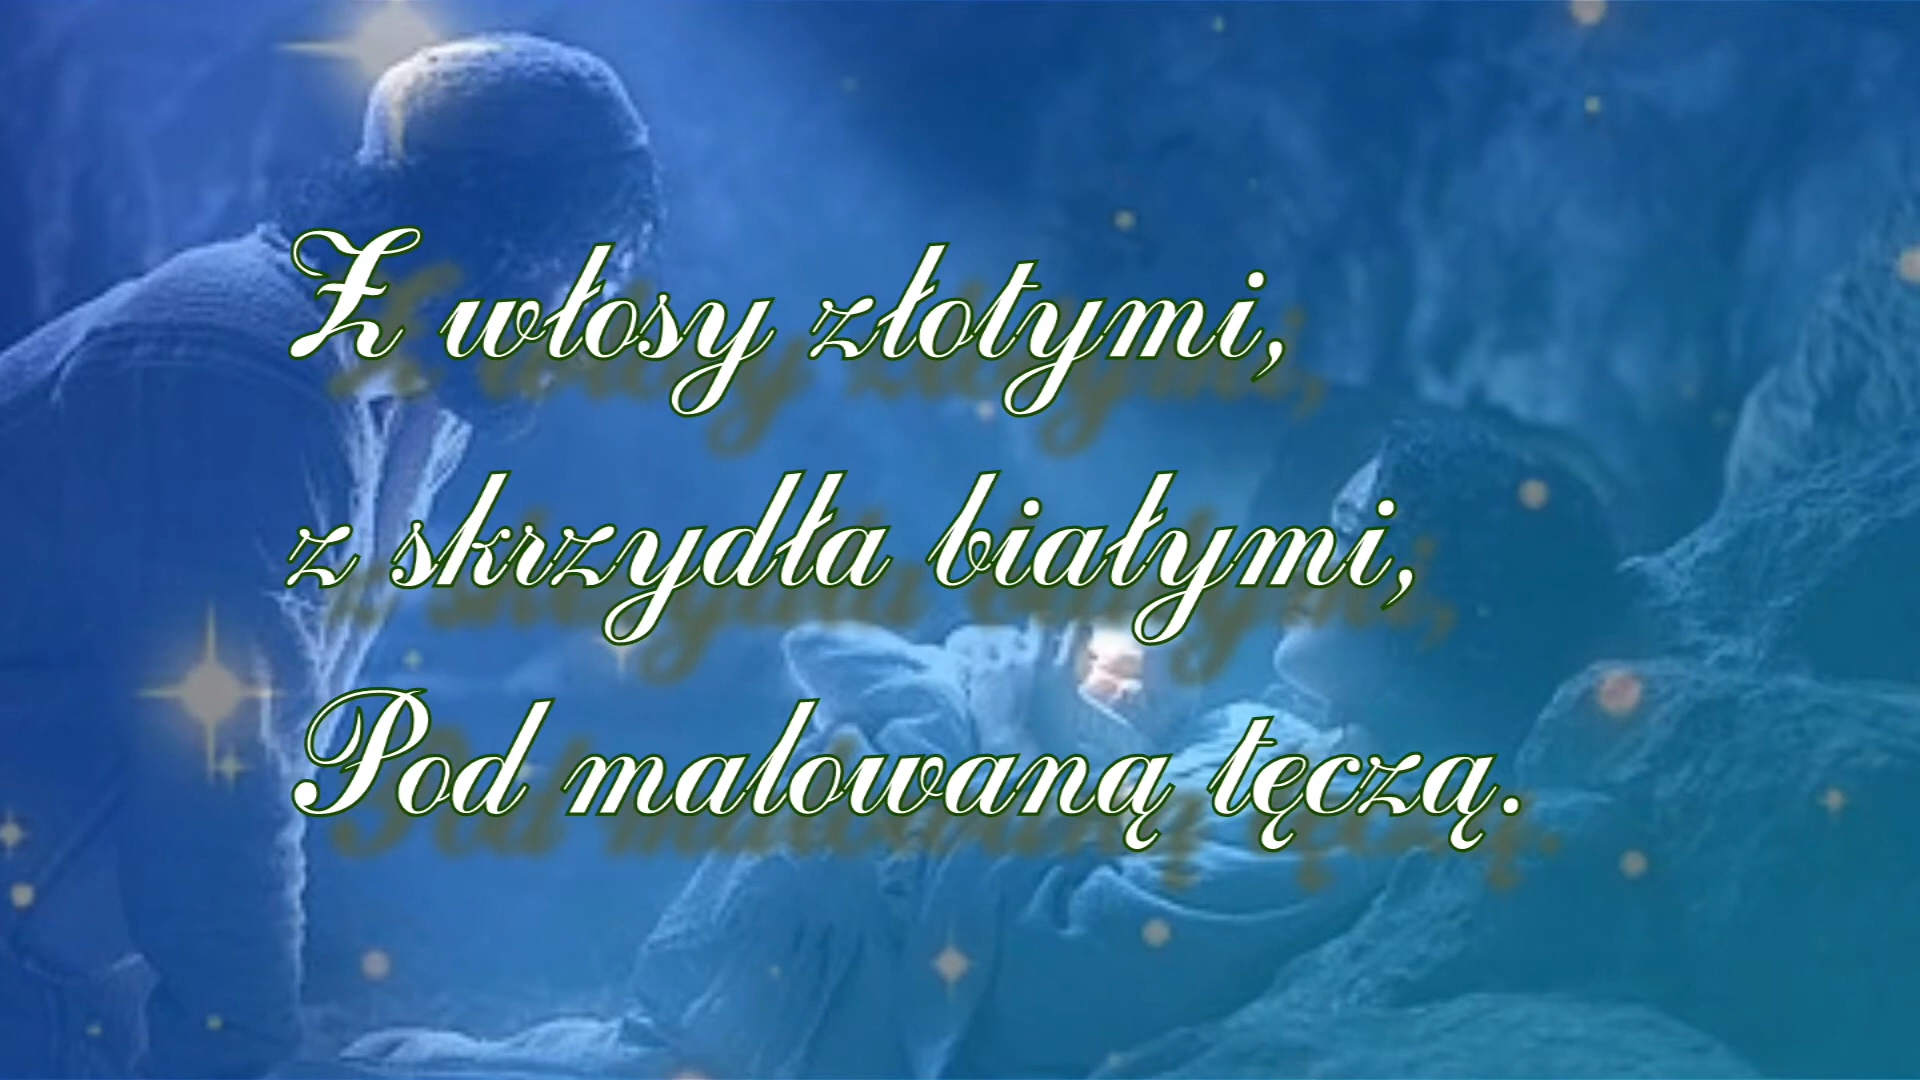 Z włosy złotymi,
z skrzydła białymi,
Pod malowaną tęczą.